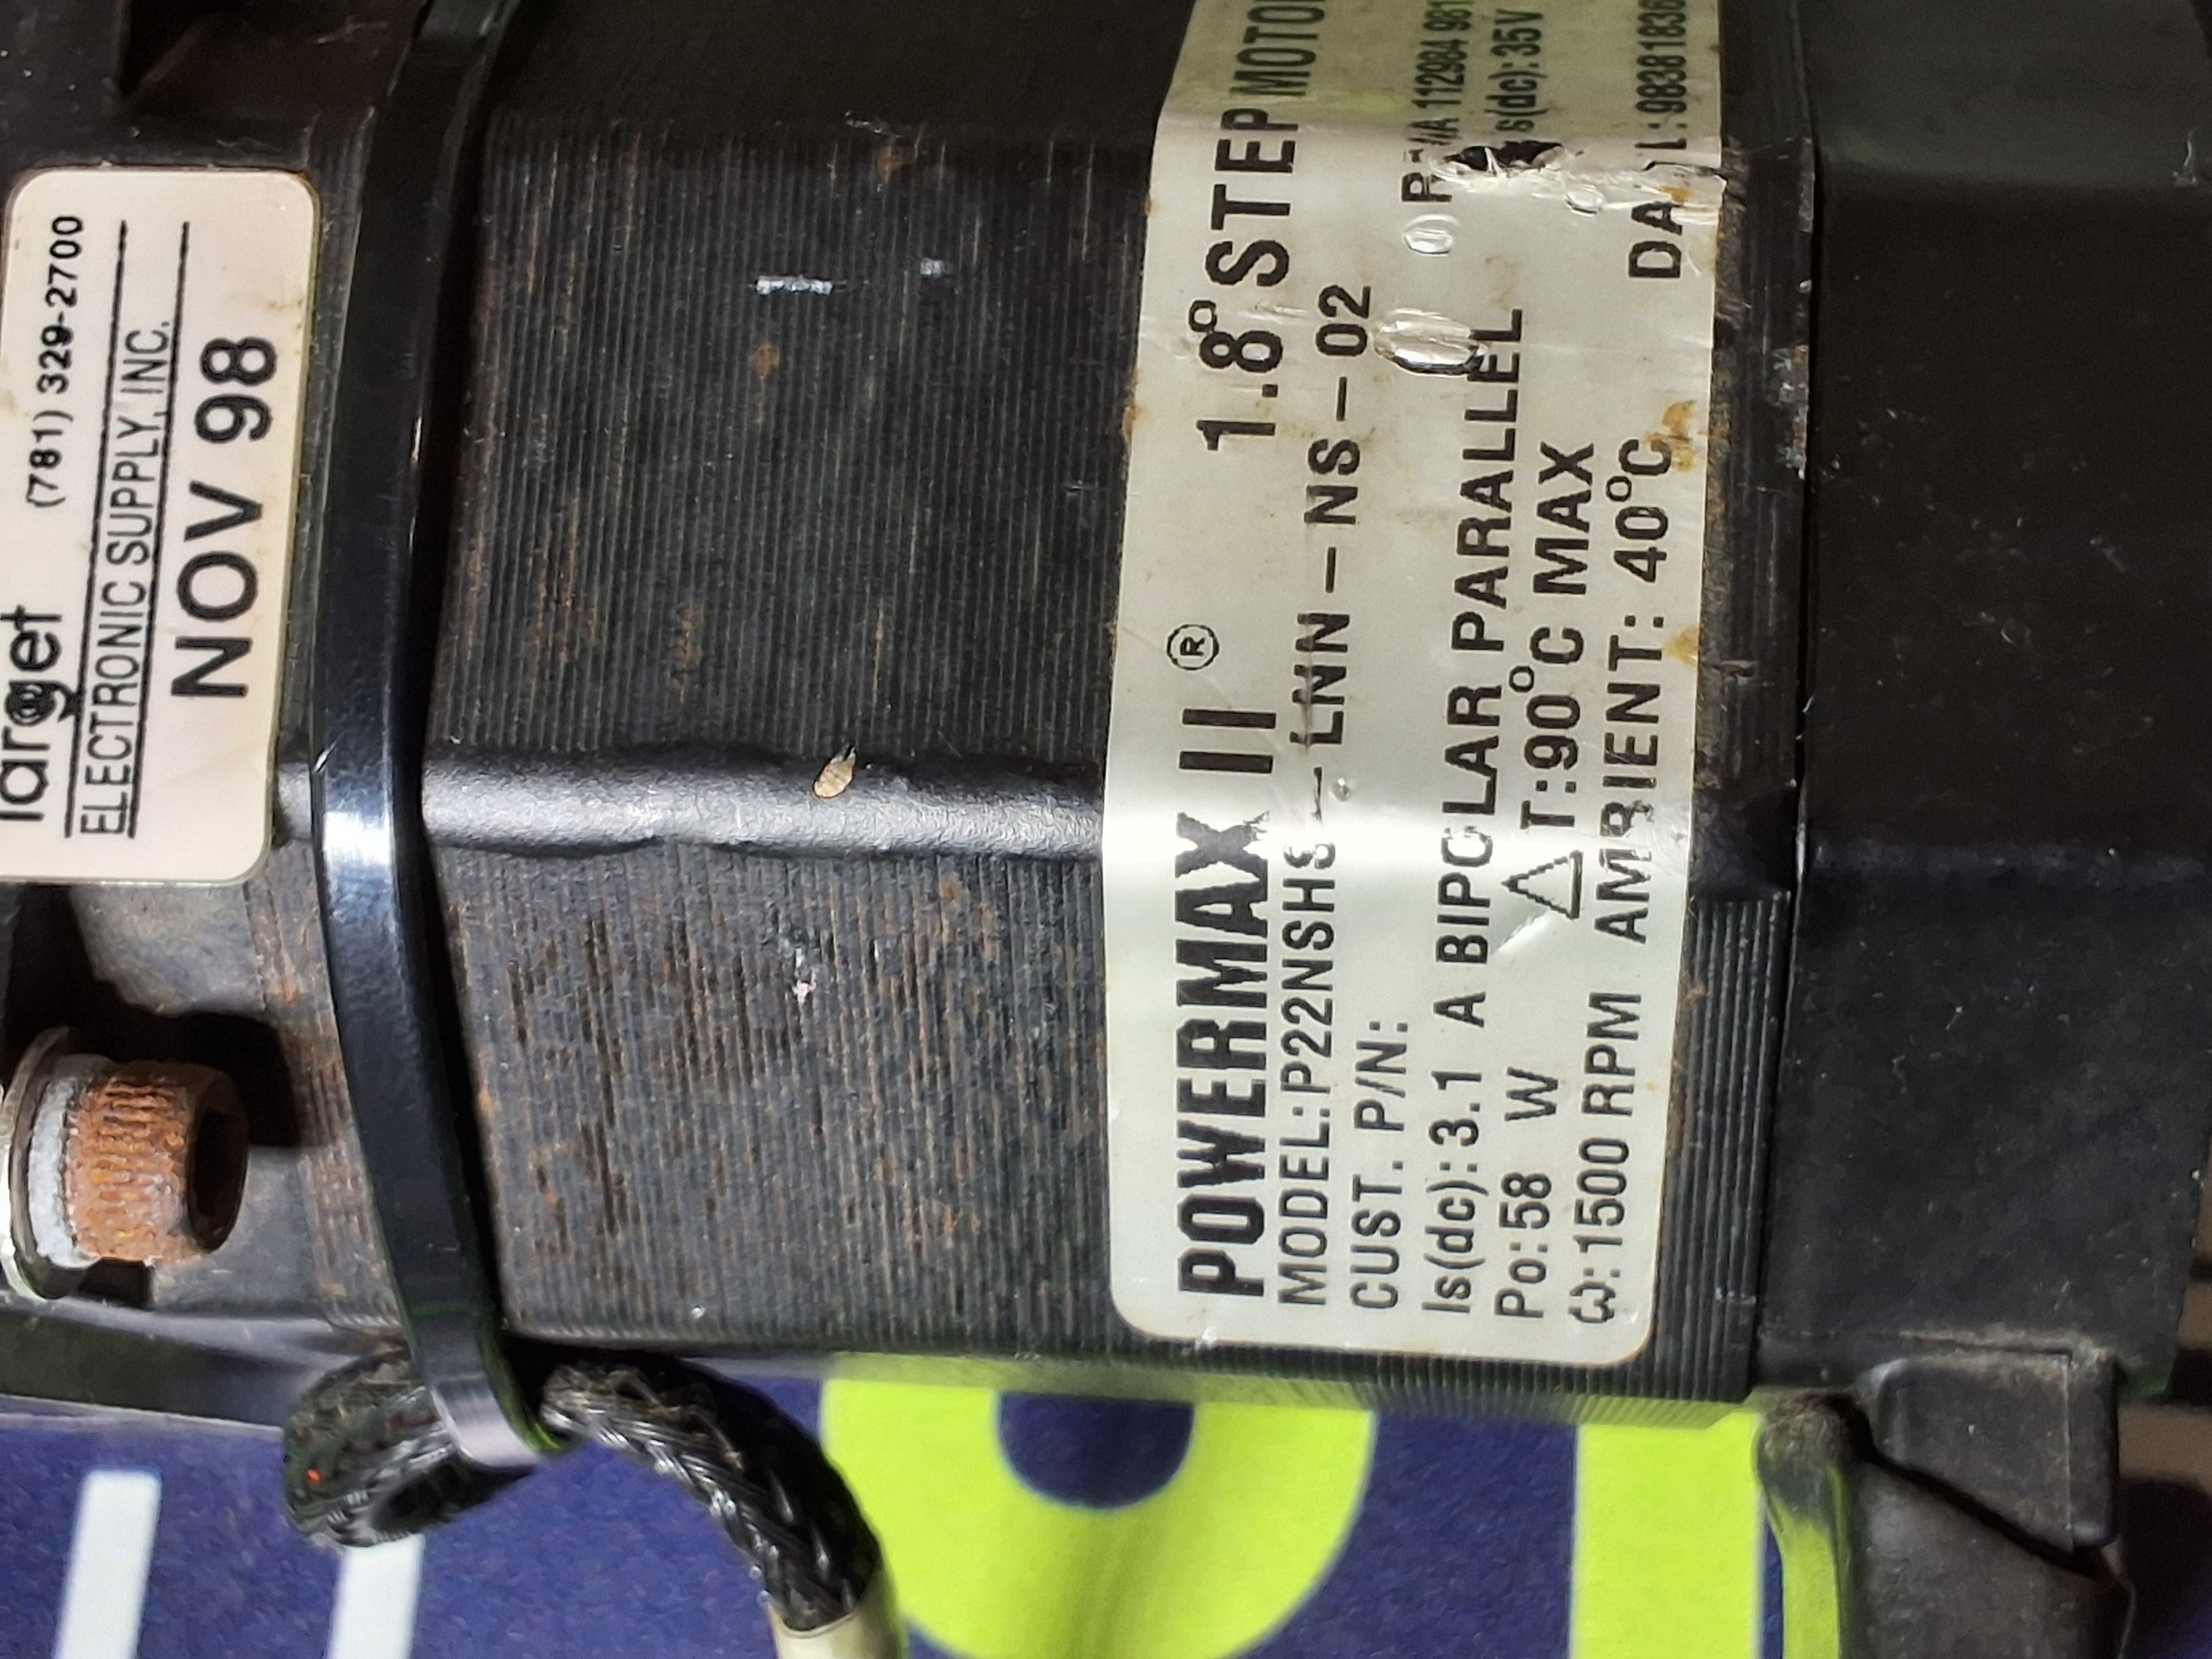 Target (781) 329-2700
ELECTRONIC SUPPLY, INC.
NOV 98
POWERMAX II® 1.8° STEP MOTOR
MODEL:P22NSHS-LNN-NS-02
CUST. P/N:
Is(dc):3.1 A BIPOLAR PARALLEL
Po:58 W △T:90°C MAX s(dc):35V
ω:1500 RPM AMBIENT: 40°C